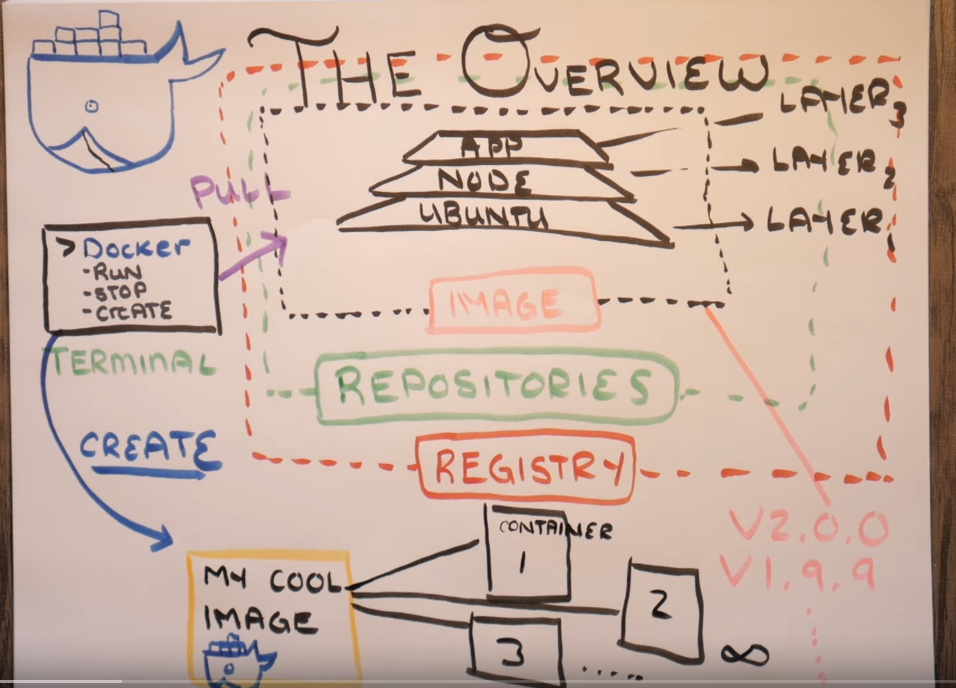 THE OVERVIEW
LAYER 3
APP
PULL
NODE
LAYER 2
UBUNTU
LAYER 1
> DOCKER
-RUN
-STOP
-CREATE
IMAGE
TERMINAL
REPOSITORIES
CREATE
REGISTRY
V2.0.0
CONTAINER
1
V1.9.9
MY COOL
IMAGE
2
3
.....
∞